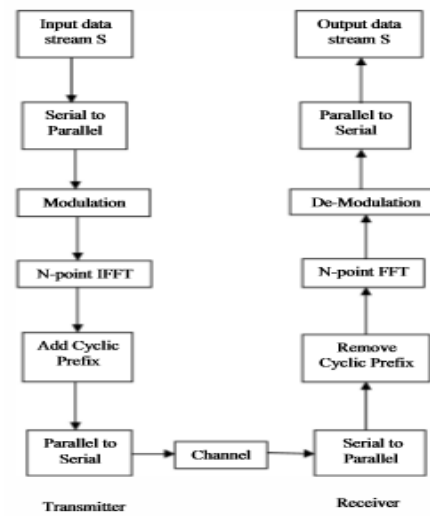 Input data
stream S
Serial to
Parallel
Modulation
N-point IFFT
Add Cyclic
Prefix
Parallel to
Serial
Transmitter
Channel
Output data
stream S
Parallel to
Serial
De-Modulation
N-point FFT
Remove
Cyclic Prefix
Serial to
Parallel
Receiver